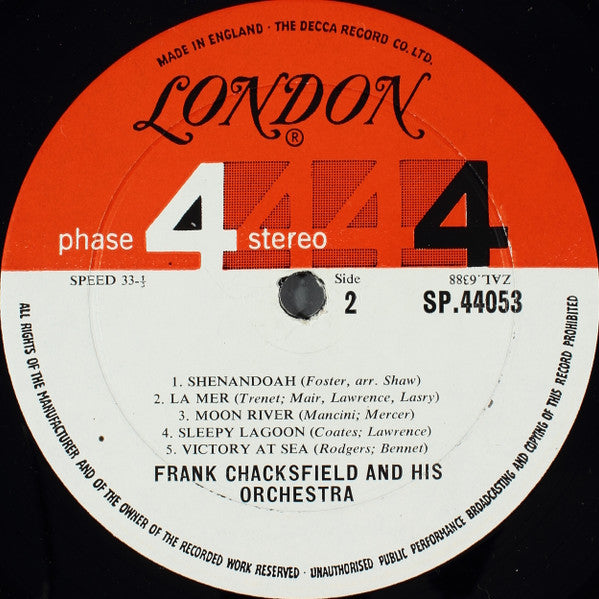 MADE IN ENGLAND · THE DECCA RECORD CO. LTD.
LONDON
®
phase 4 stereo 4 4 4
SPEED 33-⅓
Side
2
ZAL.6388
SP.44053
1. SHENANDOAH (Foster, arr. Shaw)
2. LA MER (Trenet; Mair, Lawrence, Lasry)
3. MOON RIVER (Mancini; Mercer)
4. SLEEPY LAGOON (Coates; Lawrence)
5. VICTORY AT SEA (Rodgers; Bennet)
FRANK CHACKSFIELD AND HIS
ORCHESTRA
ALL RIGHTS OF THE MANUFACTURER AND OF THE OWNER OF THE RECORDED WORK RESERVED · UNAUTHORISED PUBLIC PERFORMANCE BROADCASTING AND COPYING OF THIS RECORD PROHIBITED